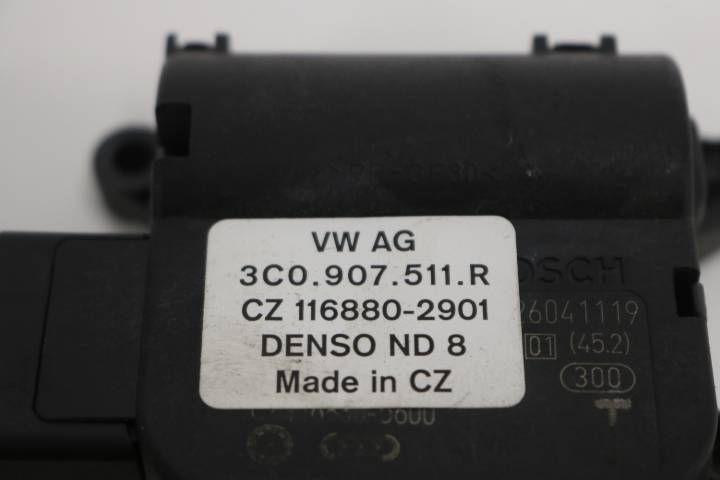 VW AG
3C0.907.511.R
CZ 116880-2901
DENSO ND 8
Made in CZ
OSCH
26041119
01 (45.2)
300